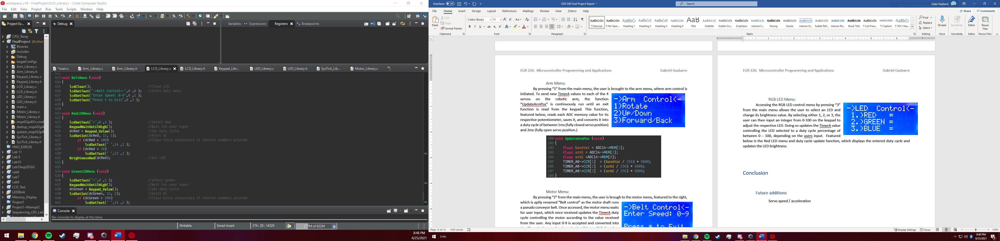 workspace_v10 - FinalProject/LCD_Library.c - Code Composer Studio
File Edit View Project Run Tools Scripts Window Help
Project Ex...
CPU_Temp
FinalProject [Active
Binaries
Includes
Debug
targetConfigs
Arm_Library.c
Arm_Library.h
Keypad_Library.c
Keypad_Library.h
LCD_Library.c
LCD_Library.h
LED_Library.c
LED_Library.h
main.c
Motor_Library.c
Motor_Library.h
msp432p401r.cmd
startup_msp432p4
system_msp432p4
SysTick_Library.c
SysTick_Library.h
HW2_EGR226
Lab 11
Lab 8
Lab10
Lab5SeqLEDGG
Lab6
Lab7
Lab9
LCD_Test
LEDBlink
Memory_Display
Project1
Project1-Attempt2
Sequencing_LED_Lab
Debug
Variables Expressions Registers Breakpoints
*main.c Arm_Library.c Arm_Library.h LCD_Library.c LCD_Library.h Keypad_Libr... LED_Library.c LED_Library.h SysTick_Lib... Motor_Library.c
412
413 void BeltMenu (void)
414 {
415 lcdClear(); //Clear LCD
416 lcdSetText("->Belt Control<-",0 ,0 ); //Print belt menu
417 lcdSetText("Enter Speed: 0-9",0 ,1 );
418 lcdSetText("Press * to Exit",0 ,3 );
419 }
420
421 void RedLEDMenu (void)
422 {
423 lcdSetText(">",0 ,1 ); //Select Red
424 KeypadWaitUntilHigh(); //Wait for user input
425 dcRed = Keypad_Value(); //Set Duty Cycle
426 lcdSetInt(dcRed, 12, 1); //Print DC
427 if (dcRed < 100) //Clear Extra characters if shorter numbers printed
428 lcdSetText(" ",14 ,1 );
429 if (dcRed < 10)
430 lcdSetText(" ",13 ,1 );
431 BrightnessRed(dcRed); //Set LED
432 }
433
434 void GreenLEDMenu (void)
435 {
436 lcdSetText(">",0 ,2 ); //select green
437 KeypadWaitUntilHigh(); //Wait for user input
438 dcGreen = Keypad_Value(); //Set duty cycle
439 lcdSetInt(dcGreen, 12, 2); //print DC
440 if (dcGreen < 100) //Clear Extra characters if shorter numbers printed
441 lcdSetText(" ",14 ,2 );
Console
No consoles to display at this time.
Writable Smart Insert 374 : 28 : 14329 277M of 832M
8:48 PM
4/25/2021
AutoSave Off EGR 226 Final Project Report Search Gabe Gasbarre
File Home Insert Design Layout References Mailings Review View Zotero Help Share Comments
Paste Cut Copy Format Painter
Clipboard
Calibri (Body) 11
Font
Paragraph
Normal No Spac... Heading 1 Heading 2 Heading 3 Heading 4 Title Subtitle Subtle Em... Emphasis Intense E... Strong Quote Intense Q... Subtle Ref... Intense Re... Book Title List Para... Caption TOC Hea...
Styles
Find Replace Select
Editing
Dictate
Voice
Sensitivity
Sensitivity
Editor
Editor
Reuse Files
Reuse Files
EGR 226: Microcontroller Programming and Applications Gabriel Gasbarre
Arm Menu:
By pressing “1” from the main menu, the user is brought to the arm menu, where arm control is
initiated. To send new TimerA values to each of the 4
servos on the robotic arm, the function
“UpdateArmPos” is continuously run until an exit
function is read from the keypad. This function,
featured below, reads each ADC memory value for its
respective potentiometer, saves it, and converts it into
a duty cycle of between 1ms (fully closed servo position)
and 2ms (fully open servo position.)
->Arm Control<-
1)Rotate
2)Up/Down
3)Forward/Back
100 void UpdateArmPos (void)
101 {
102 float baseVar = ADC14->MEM[5];
103 float arm1 = ADC14->MEM[1];
104 float arm2 =ADC14->MEM[0];
105 TIMER_A0->CCR[1] = (baseVar / 256) * 6000;
106 TIMER_A0->CCR[2] = (arm1 / 256) * 6000;
107 TIMER_A0->CCR[3] = (arm2 / 256) * 6000;
108 }
Motor Menu:
By pressing “2” from the main menu, the user is brough to the motor menu, featured to the right,
which is aptly renamed “Belt control” as the motor shaft runs
a pseudo conveyor belt. Once accessed, the motor menu waits
for user input, which once received updates the TimerA duty
cycle controlling the motor according to the value received
from the user. Any input 0-9 is accepted and converted into
->Belt Control<-
Enter Speed: 0-9
Press * to Exit
EGR 226: Microcontroller Programming and Applications Gabriel Gasbarre
RGB LED Menu:
Accessing the RGB LED control menu by pressing “3”
from the main menu allows the user to select an LED and
change its brightness value. By selecting either 1, 2, or 3, the
user can then input an integer from 0-100 on the keypad to
adjust the respective LED. Doing so updates the TimerA value
controlling the LED selected to a duty cycle percentage of
between 0 – 100, depending on the users input. Featured
below is the Red LED menu and duty cycle update function, which displays the entered duty cycle and
updates the LED brightness.
->LED Control<-
1.)RED =
2.)GREEN =
3.)BLUE =
Conclusion
Future additions
Servo speed / acceleration
Page 12 of 12 1425 words Display Settings Focus 120%
Links
8:48 PM
4/25/2021